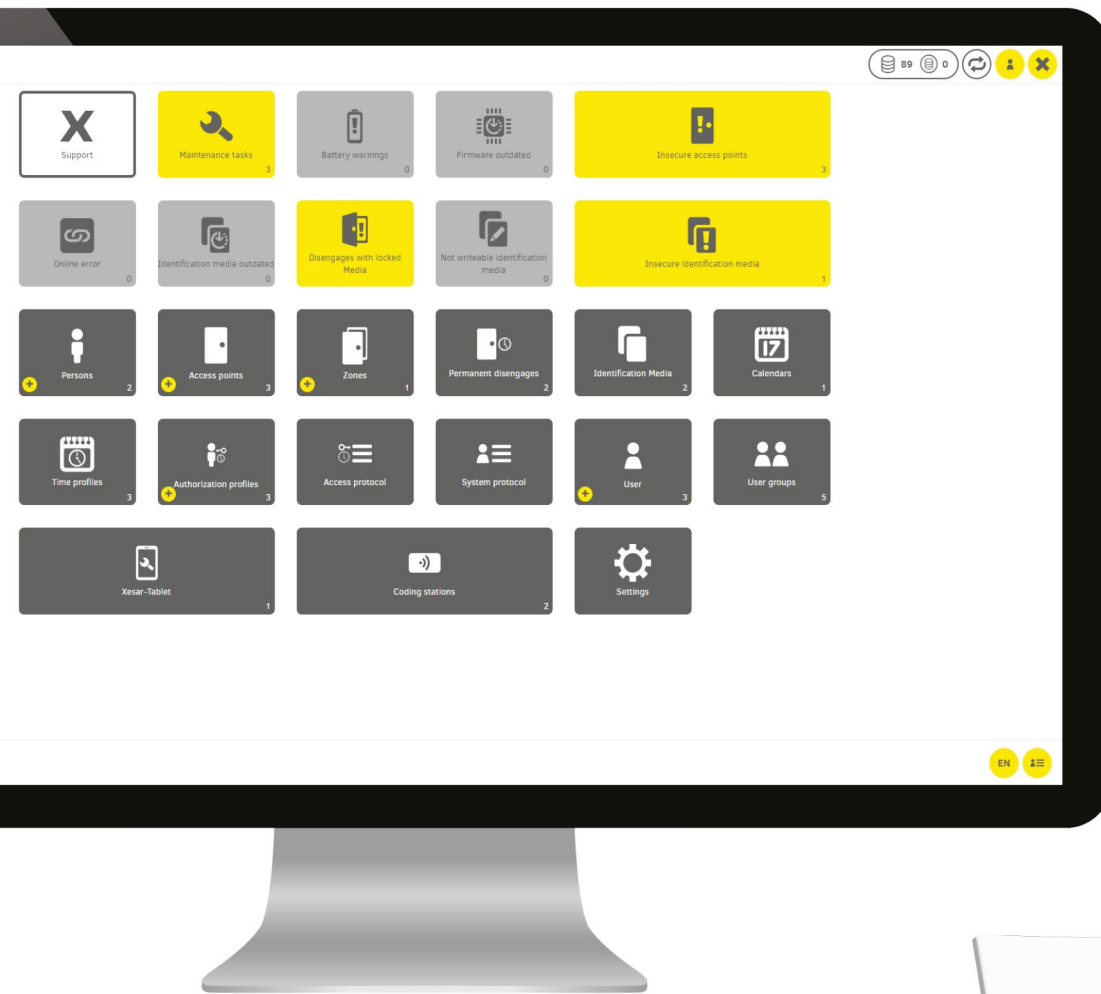 89 0
X
Support
Maintenance tasks
3
Battery warnings
0
Firmware outdated
0
Insecure access points
3
Online error
0
Identification media outdated
0
Disengages with locked
Media
Not writeable identification
media
0
Insecure identification media
1
Persons
2
Access points
3
Zones
1
Permanent disengages
2
Identification Media
2
17
Calendars
1
Time profiles
3
Authorization profiles
3
Access protocol
System protocol
User
3
User groups
5
Xesar-Tablet
1
Coding stations
2
Settings
EN